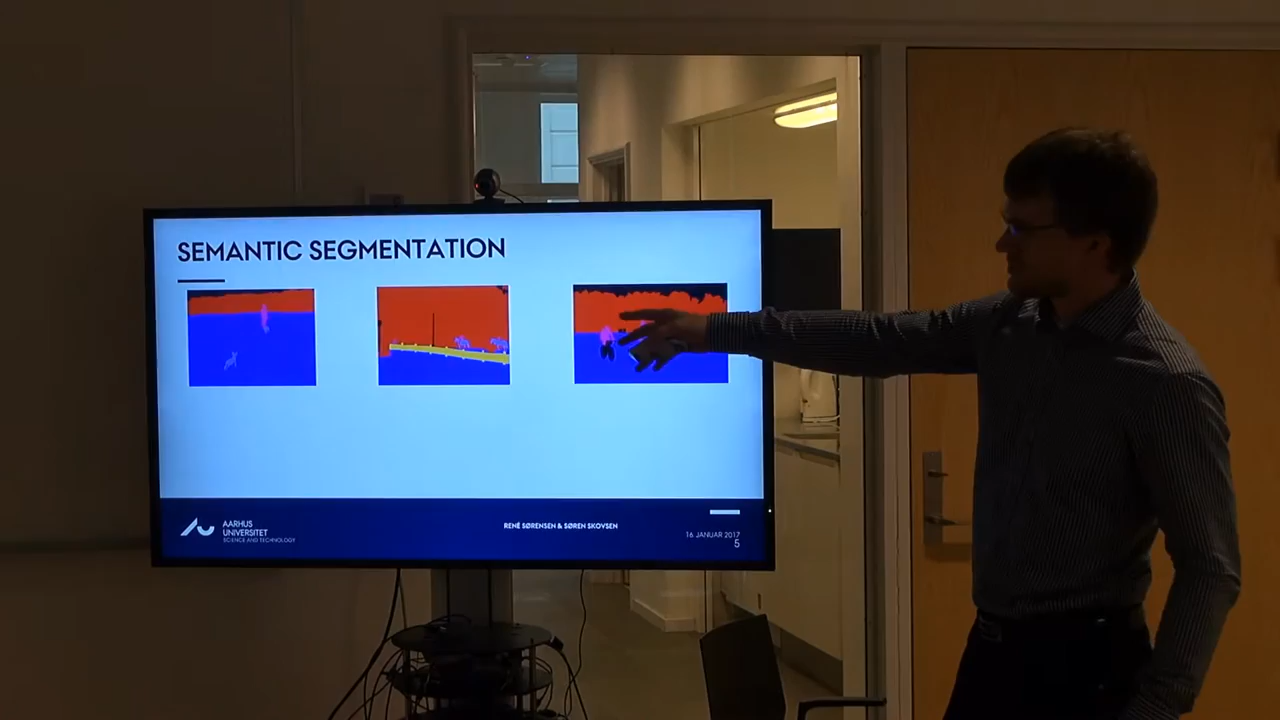 SEMANTIC SEGMENTATION
AARHUS
UNIVERSITET
SCIENCE AND TECHNOLOGY
RENÉ SØRENSEN & SØREN SKOVSEN
16 JANUAR 2017
5